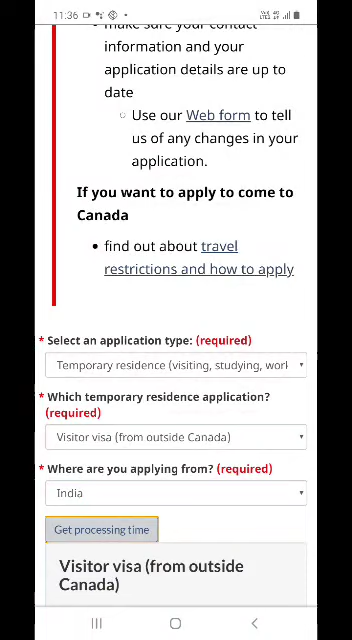 11:36
make sure your contact
information and your
application details are up to
date
Use our Web form to tell
us of any changes in your
application.
If you want to apply to come to
Canada
find out about travel
restrictions and how to apply
* Select an application type: (required)
Temporary residence (visiting, studying, work
* Which temporary residence application?
(required)
Visitor visa (from outside Canada)
* Where are you applying from? (required)
India
Get processing time
Visitor visa (from outside
Canada)